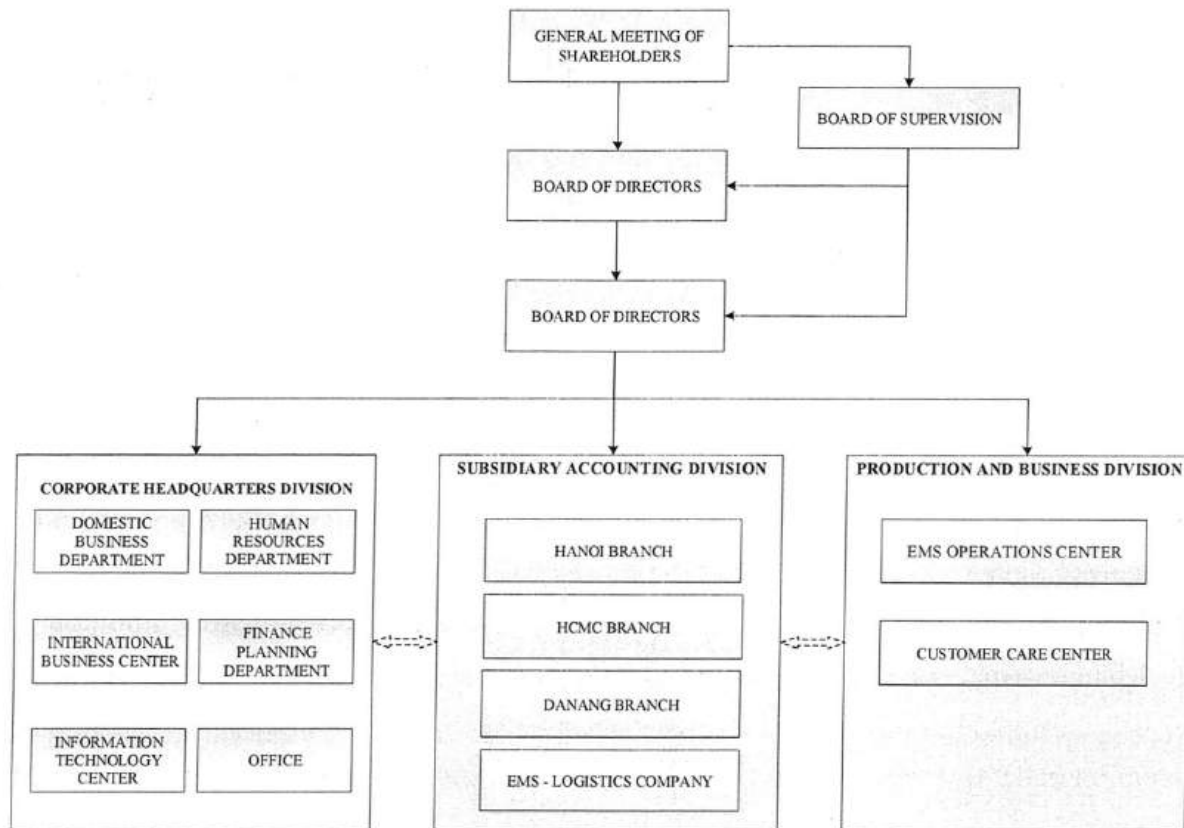 GENERAL MEETING OF
SHAREHOLDERS
BOARD OF SUPERVISION
BOARD OF DIRECTORS
BOARD OF DIRECTORS
CORPORATE HEADQUARTERS DIVISION
DOMESTIC
BUSINESS
DEPARTMENT
HUMAN
RESOURCES
DEPARTMENT
INTERNATIONAL
BUSINESS CENTER
FINANCE
PLANNING
DEPARTMENT
INFORMATION
TECHNOLOGY
CENTER
OFFICE
SUBSIDIARY ACCOUNTING DIVISION
HANOI BRANCH
HCMC BRANCH
DANANG BRANCH
EMS - LOGISTICS COMPANY
PRODUCTION AND BUSINESS DIVISION
EMS OPERATIONS CENTER
CUSTOMER CARE CENTER